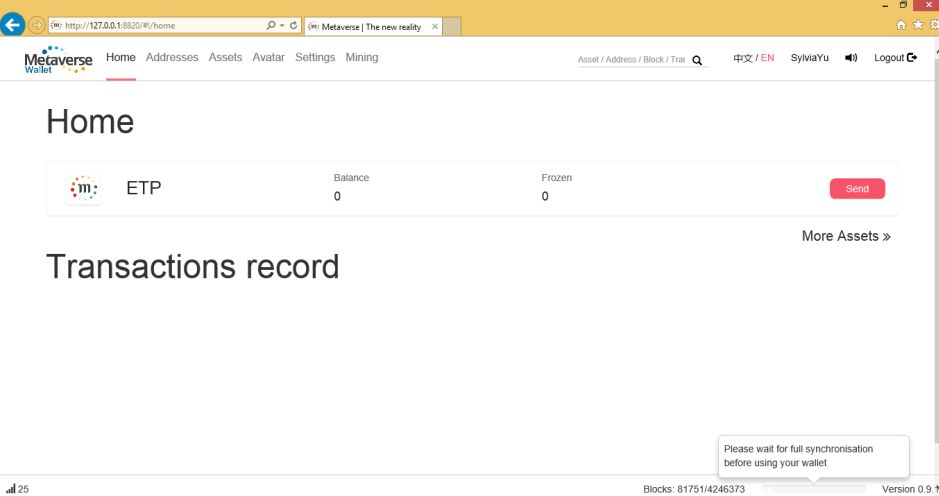 http://127.0.0.1:8820/#!/home
Metaverse | The new reality
Metaverse
Wallet
Home Addresses Assets Avatar Settings Mining
Asset / Address / Block / Tran
中文 / EN SylviaYu Logout
Home
m ETP Balance Frozen
0 0
Send
More Assets »
Transactions record
Please wait for full synchronisation
before using your wallet
25 Blocks: 81751/4246373 Version 0.9.